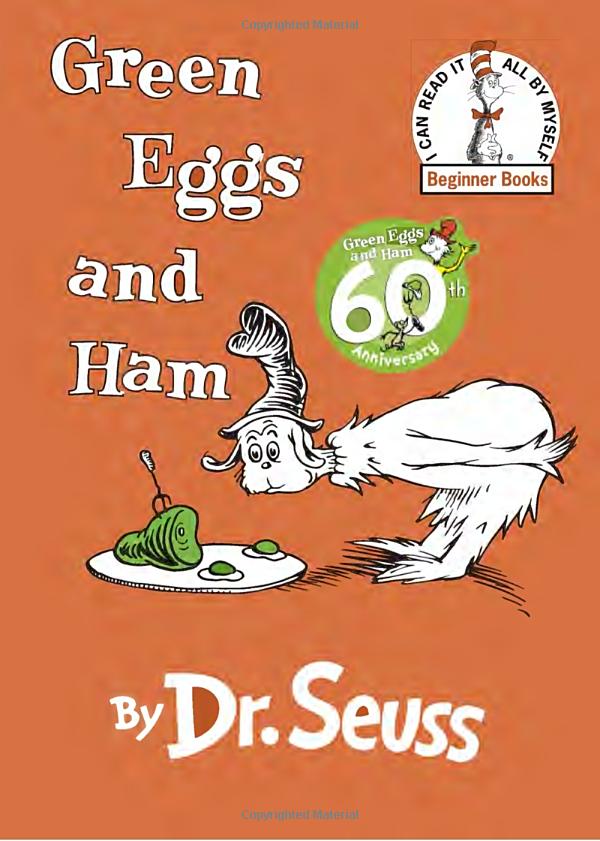 Copyrighted Material
Green
Eggs
and
Ham
I CAN READ IT ALL BY MYSELF
®
Beginner Books
Green Eggs
and Ham
60th
Anniversary
By Dr. Seuss
Copyrighted Material